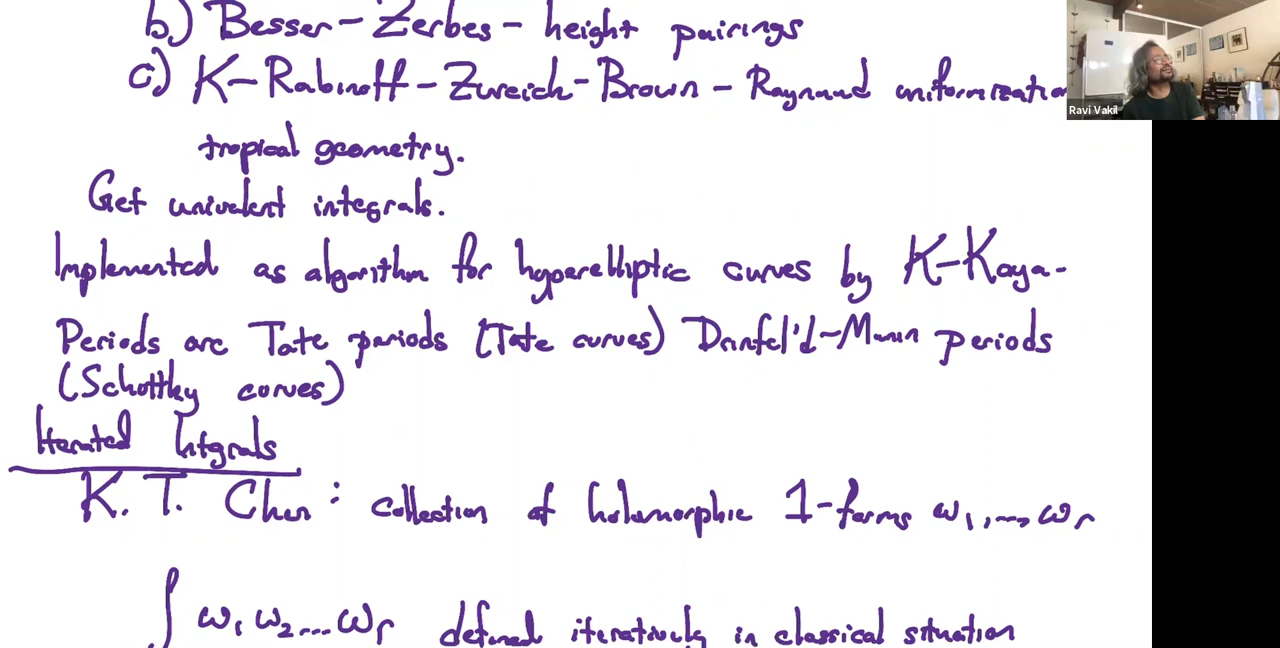 b) Besser-Zerbes - height pairings
c) K-Rabinoff-Zureick-Brown - Raynaud uniformization
tropical geometry.
Get univalent integrals.
Implemented as algorithm for hyperelliptic curves by K-Kaya-
Periods are Tate periods (Tate curves) Drinfel'd-Manin periods
(Schottky curves)
Iterated Integrals
K. T. Chen: collection of holomorphic 1-forms ω1,...,ωr
∫ ω1 ω2...ωr defined iteratively in classical situation
Ravi Vakil